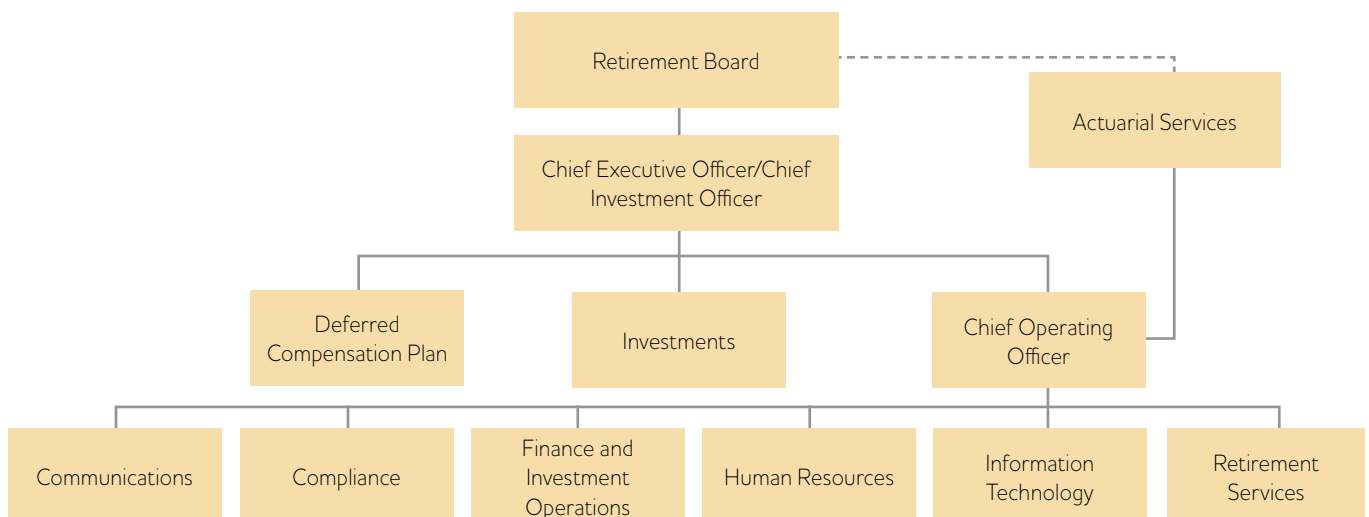 Retirement Board
Actuarial Services
Chief Executive Officer/Chief
Investment Officer
Deferred
Compensation Plan
Investments
Chief Operating
Officer
Communications
Compliance
Finance and
Investment
Operations
Human Resources
Information
Technology
Retirement
Services